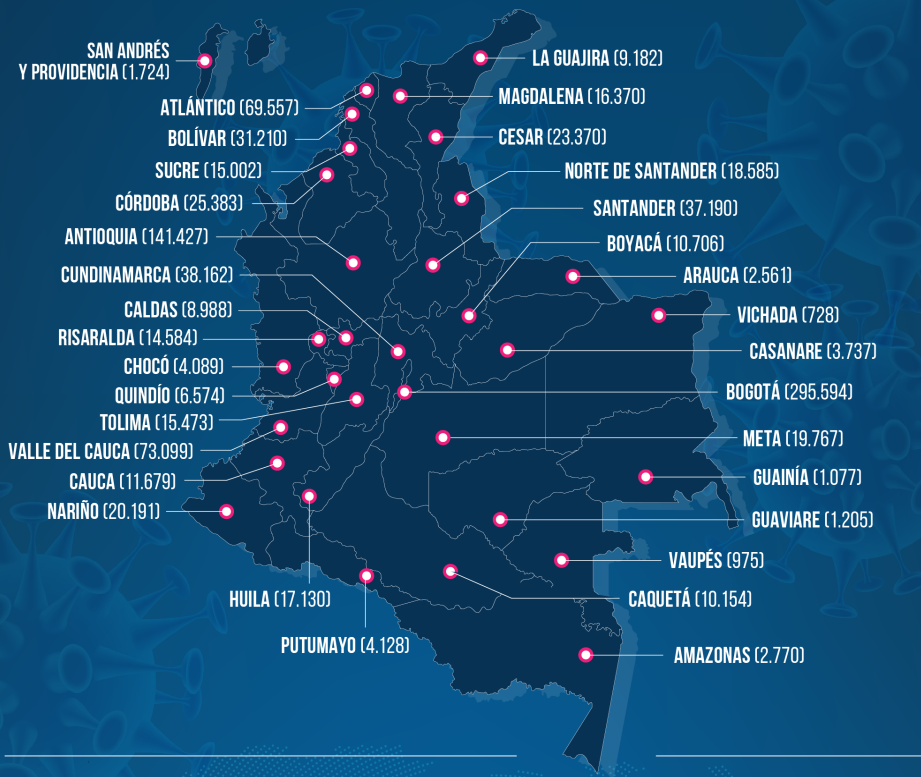 SAN ANDRÉS
Y PROVIDENCIA (1.724)
ATLÁNTICO (69.557)
BOLÍVAR (31.210)
SUCRE (15.002)
CÓRDOBA (25.383)
ANTIOQUIA (141.427)
CUNDINAMARCA (38.162)
CALDAS (8.988)
RISARALDA (14.584)
CHOCÓ (4.089)
QUINDÍO (6.574)
TOLIMA (15.473)
VALLE DEL CAUCA (73.099)
CAUCA (11.679)
NARIÑO (20.191)
HUILA (17.130)
PUTUMAYO (4.128)
LA GUAJIRA (9.182)
MAGDALENA (16.370)
CESAR (23.370)
NORTE DE SANTANDER (18.585)
SANTANDER (37.190)
BOYACÁ (10.706)
ARAUCA (2.561)
VICHADA (728)
CASANARE (3.737)
BOGOTÁ (295.594)
META (19.767)
GUAINÍA (1.077)
GUAVIARE (1.205)
VAUPÉS (975)
CAQUETÁ (10.154)
AMAZONAS (2.770)